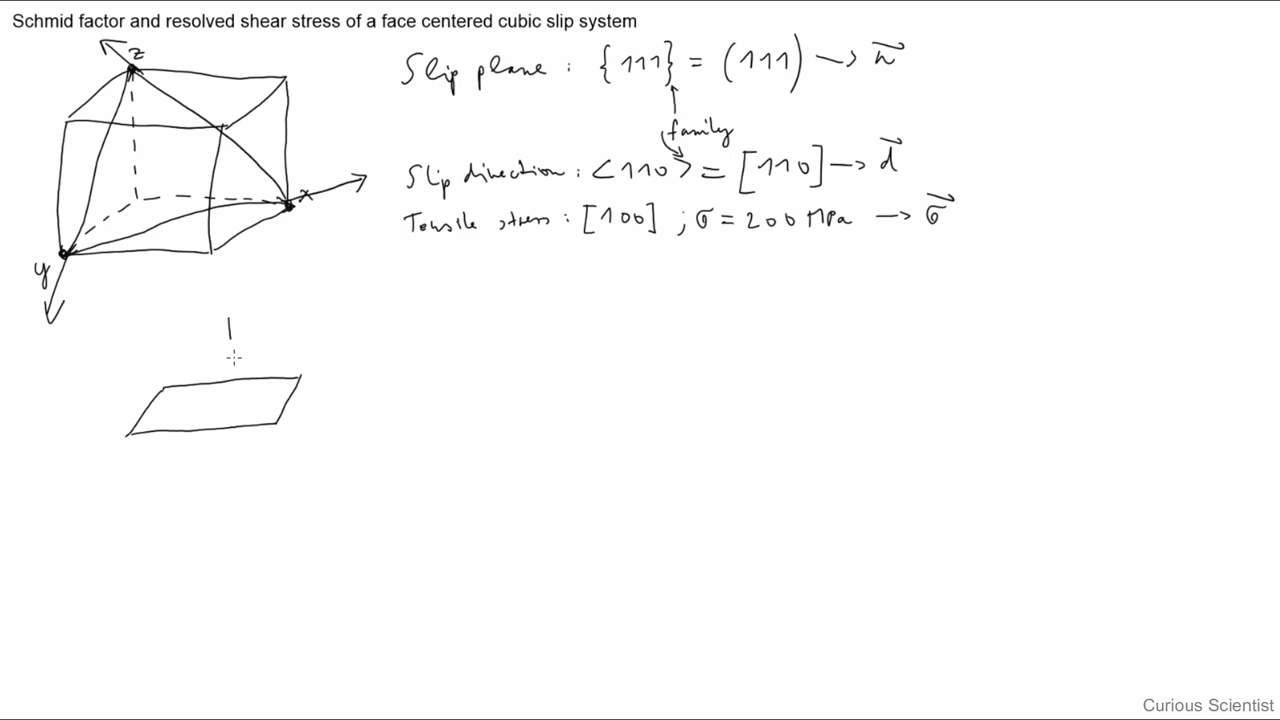 Schmid factor and resolved shear stress of a face centered cubic slip system
z
x
y
Slip plane : {111} = (111) → n⃗
family
Slip direction : <110> = [110] → d⃗
Tensile stress : [100] ; σ = 200 MPa → σ⃗
Curious Scientist